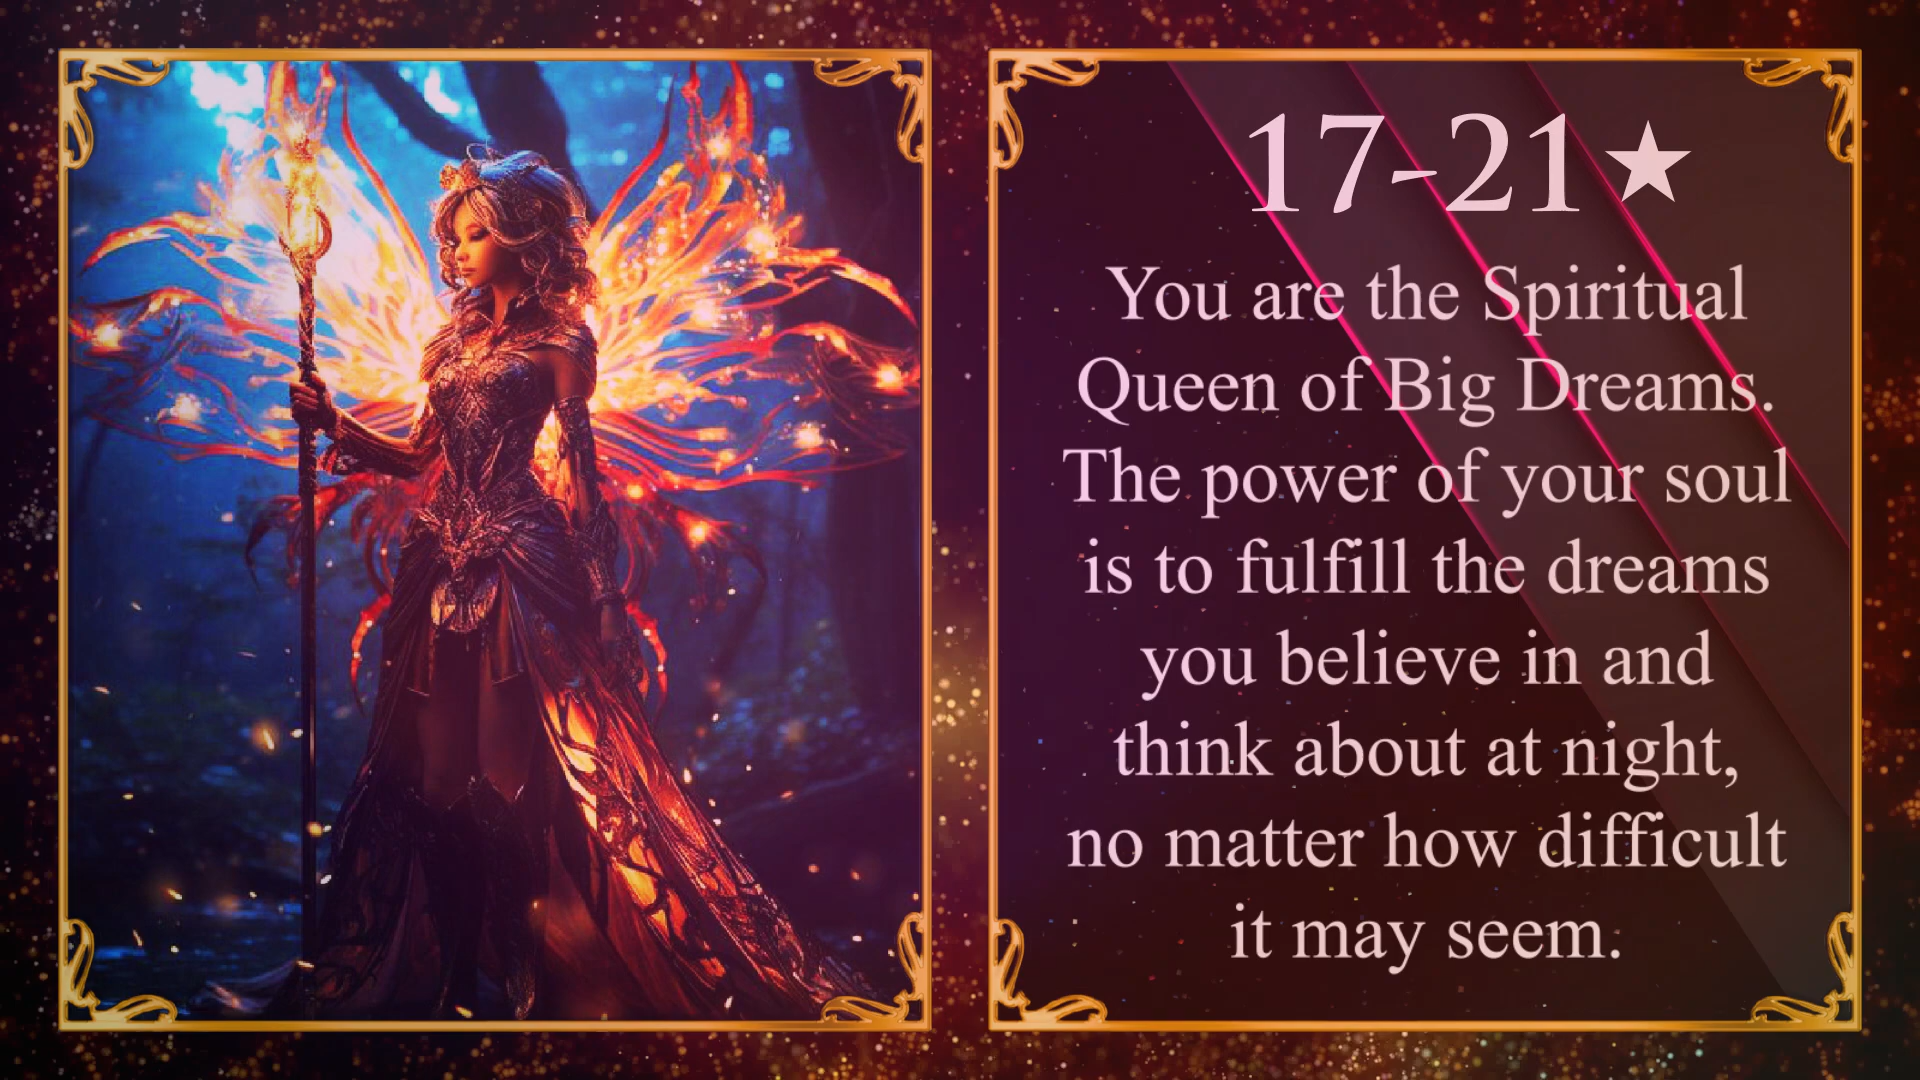 17-21★
You are the Spiritual
Queen of Big Dreams.
The power of your soul
is to fulfill the dreams
you believe in and
think about at night,
no matter how difficult
it may seem.